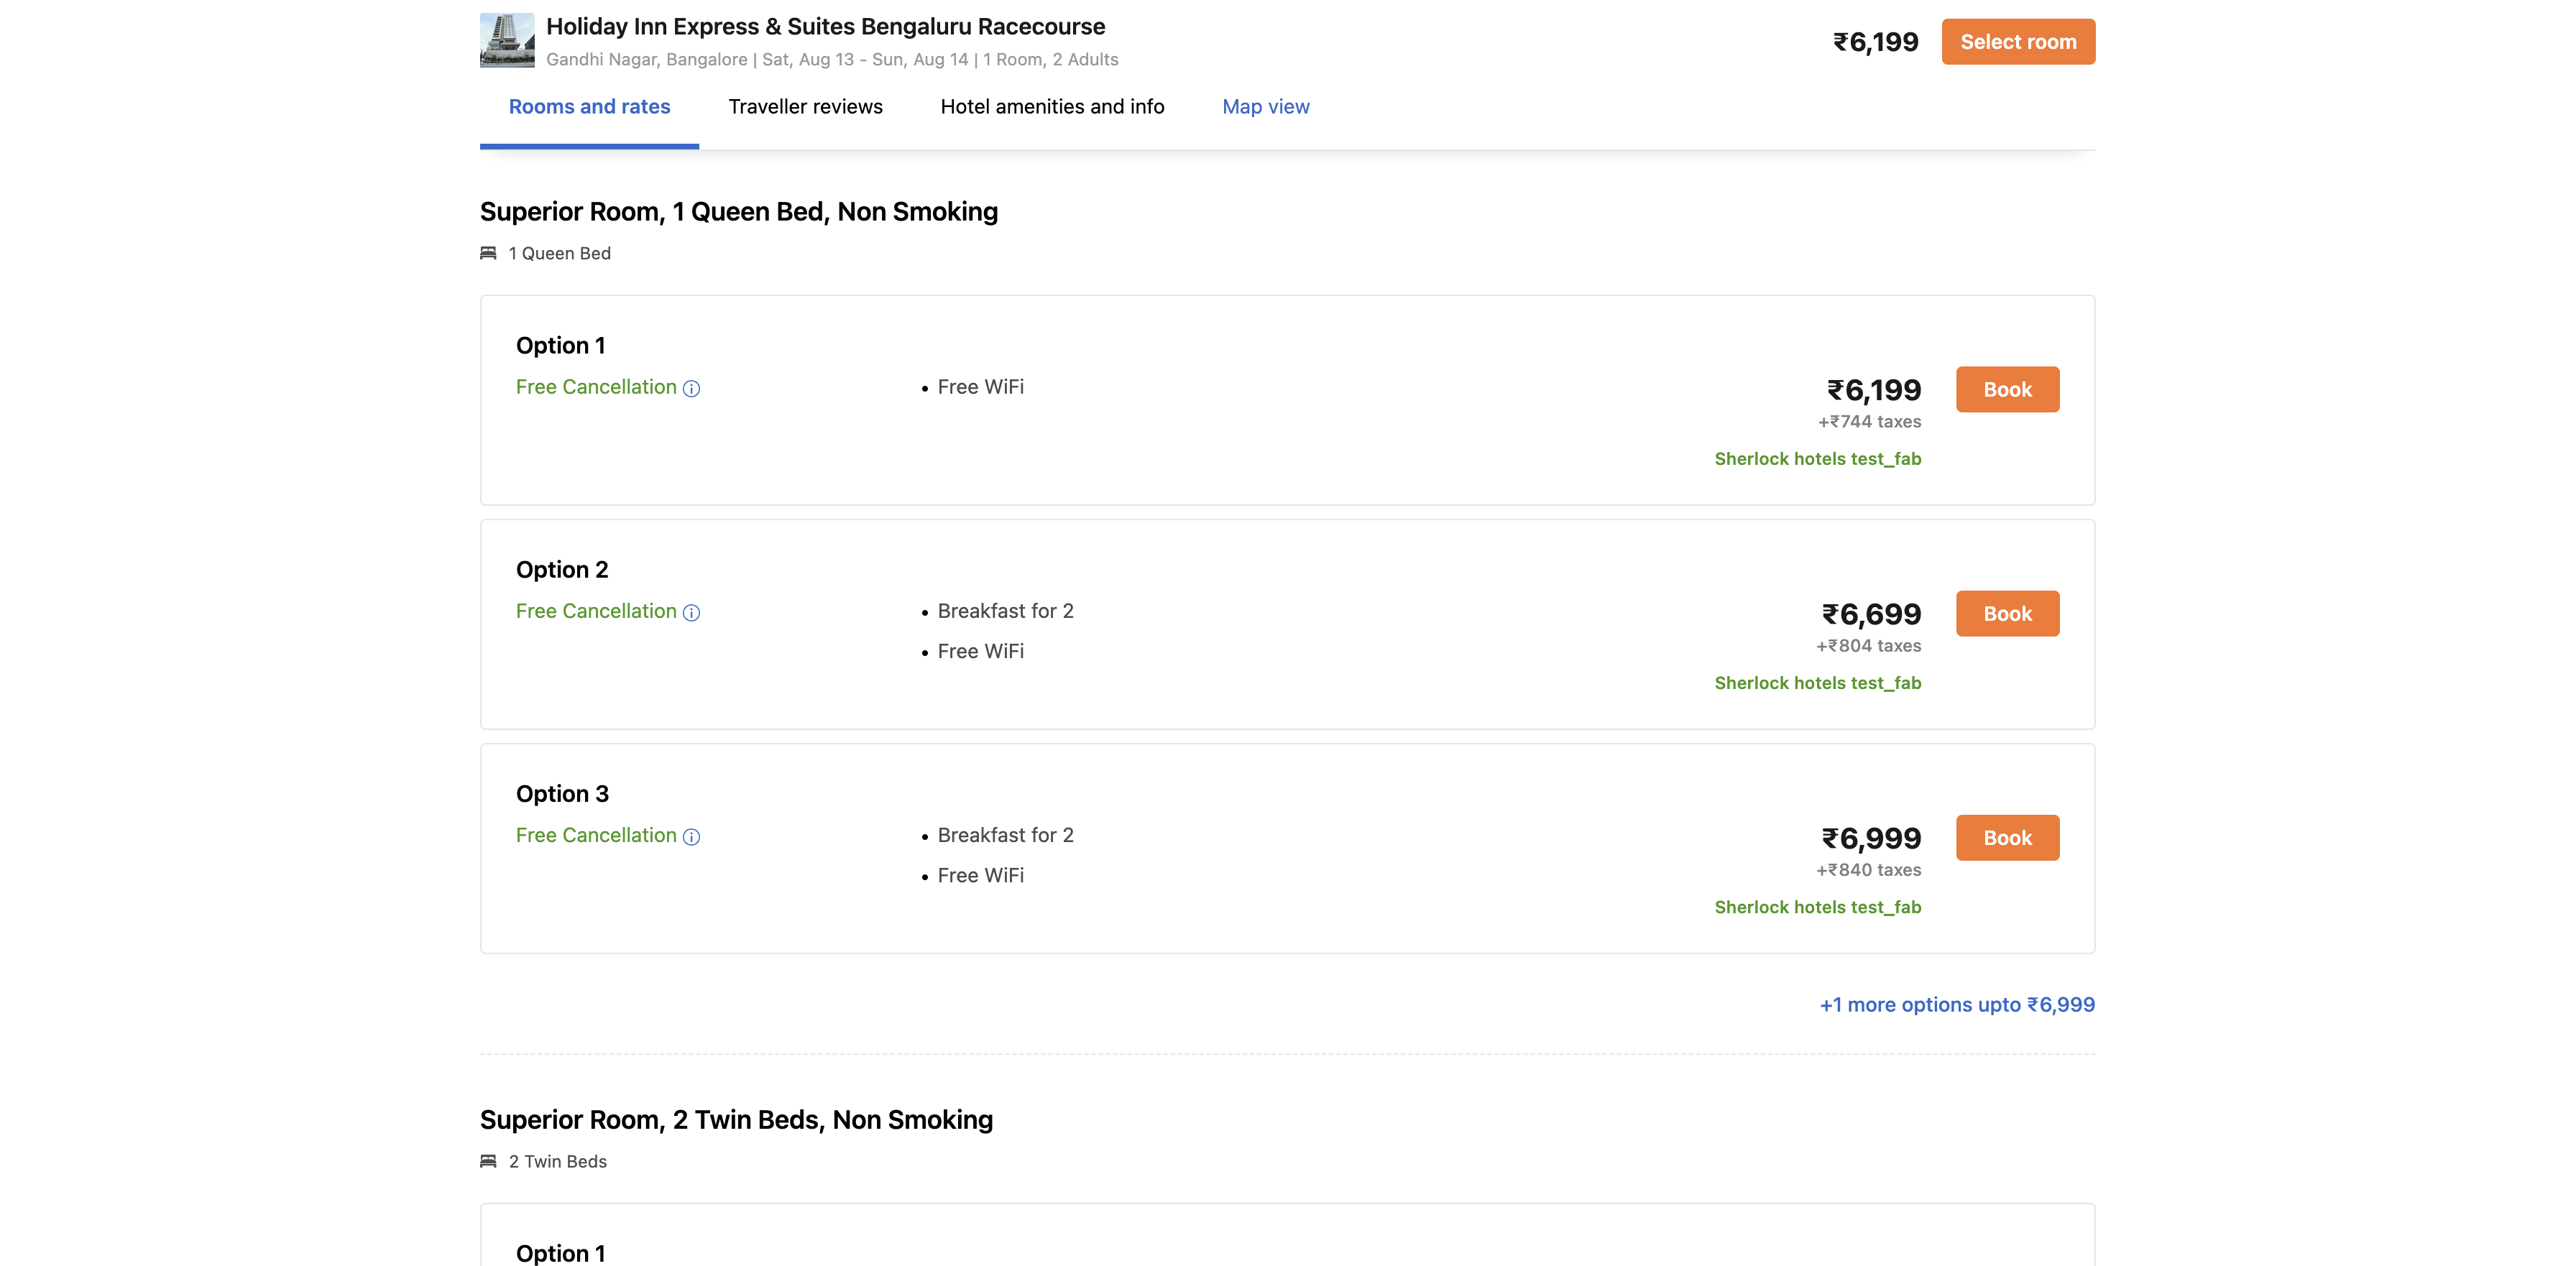 Holiday Inn Express & Suites Bengaluru Racecourse
Gandhi Nagar, Bangalore | Sat, Aug 13 - Sun, Aug 14 | 1 Room, 2 Adults
₹6,199
Select room
Rooms and rates
Traveller reviews
Hotel amenities and info
Map view
Superior Room, 1 Queen Bed, Non Smoking
1 Queen Bed
Option 1
Free Cancellation
• Free WiFi
₹6,199
+₹744 taxes
Sherlock hotels test_fab
Book
Option 2
Free Cancellation
• Breakfast for 2
• Free WiFi
₹6,699
+₹804 taxes
Sherlock hotels test_fab
Book
Option 3
Free Cancellation
• Breakfast for 2
• Free WiFi
₹6,999
+₹840 taxes
Sherlock hotels test_fab
Book
+1 more options upto ₹6,999
Superior Room, 2 Twin Beds, Non Smoking
2 Twin Beds
Option 1